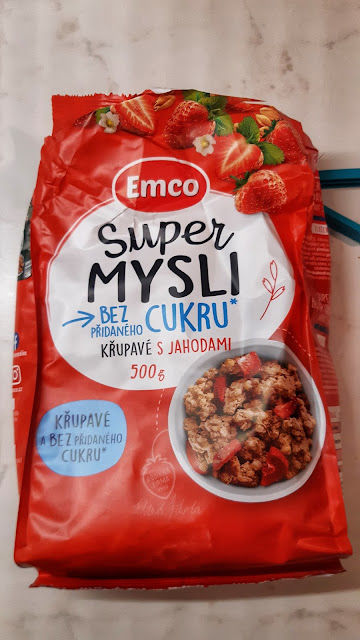 Emco
Super
MYSLI
BEZ
PŘIDANÉHO
CUKRU*
KŘUPAVÉ S JAHODAMI
500g
KŘUPAVÉ
A BEZ PŘIDANÉHO
CUKRU*